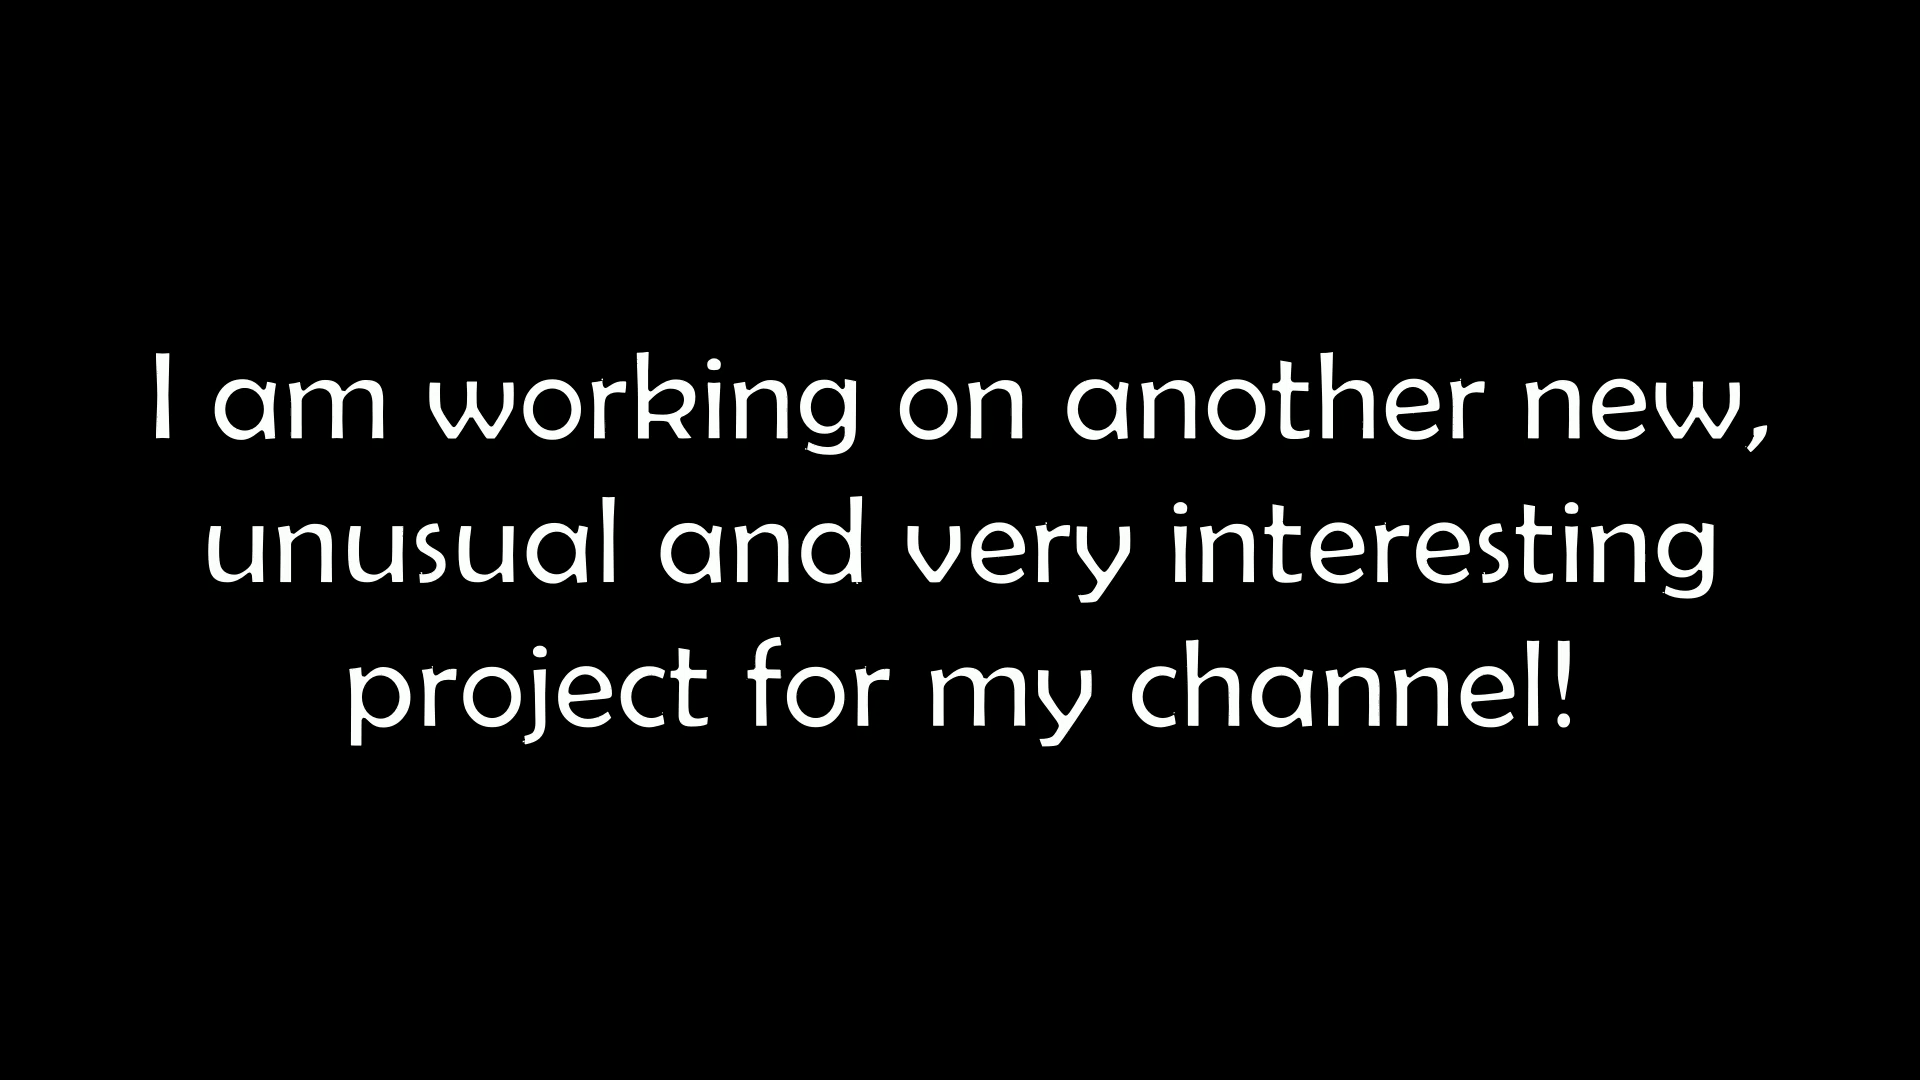 I am working on another new,
unusual and very interesting
project for my channel!